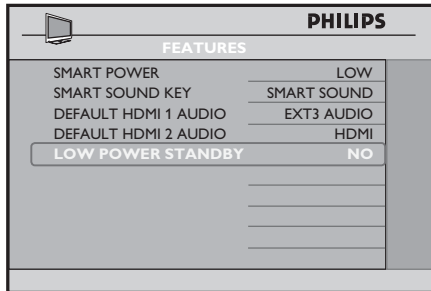 PHILIPS
FEATURES
SMART POWER LOW
SMART SOUND KEY SMART SOUND
DEFAULT HDMI 1 AUDIO EXT3 AUDIO
DEFAULT HDMI 2 AUDIO HDMI
LOW POWER STANDBY NO